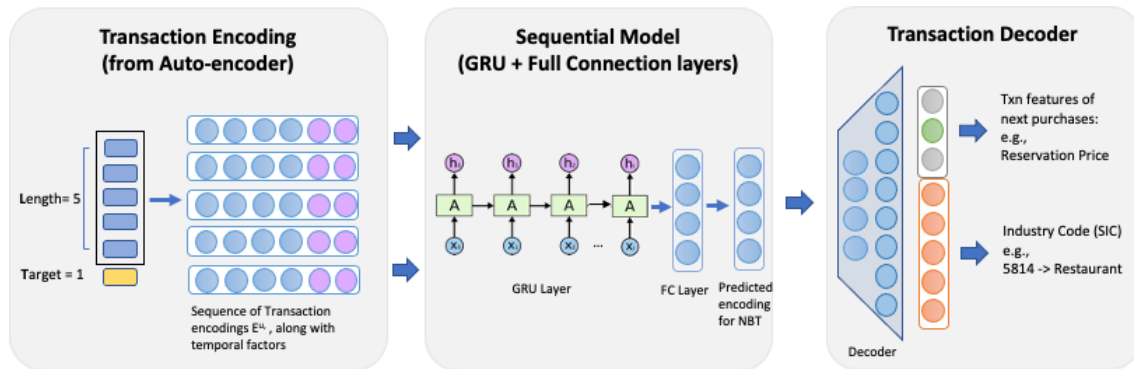 Transaction Encoding
(from Auto-encoder)
Length= 5
Target = 1
Sequence of Transaction
encodings Eᵘ, , along with
temporal factors
Sequential Model
(GRU + Full Connection layers)
h₁
A
A
A
A
...
GRU Layer
FC Layer
Predicted
encoding
for NBT
Transaction Decoder
Decoder
Txn features of
next purchases:
e.g.,
Reservation Price
Industry Code (SIC)
e.g.,
5814 -> Restaurant